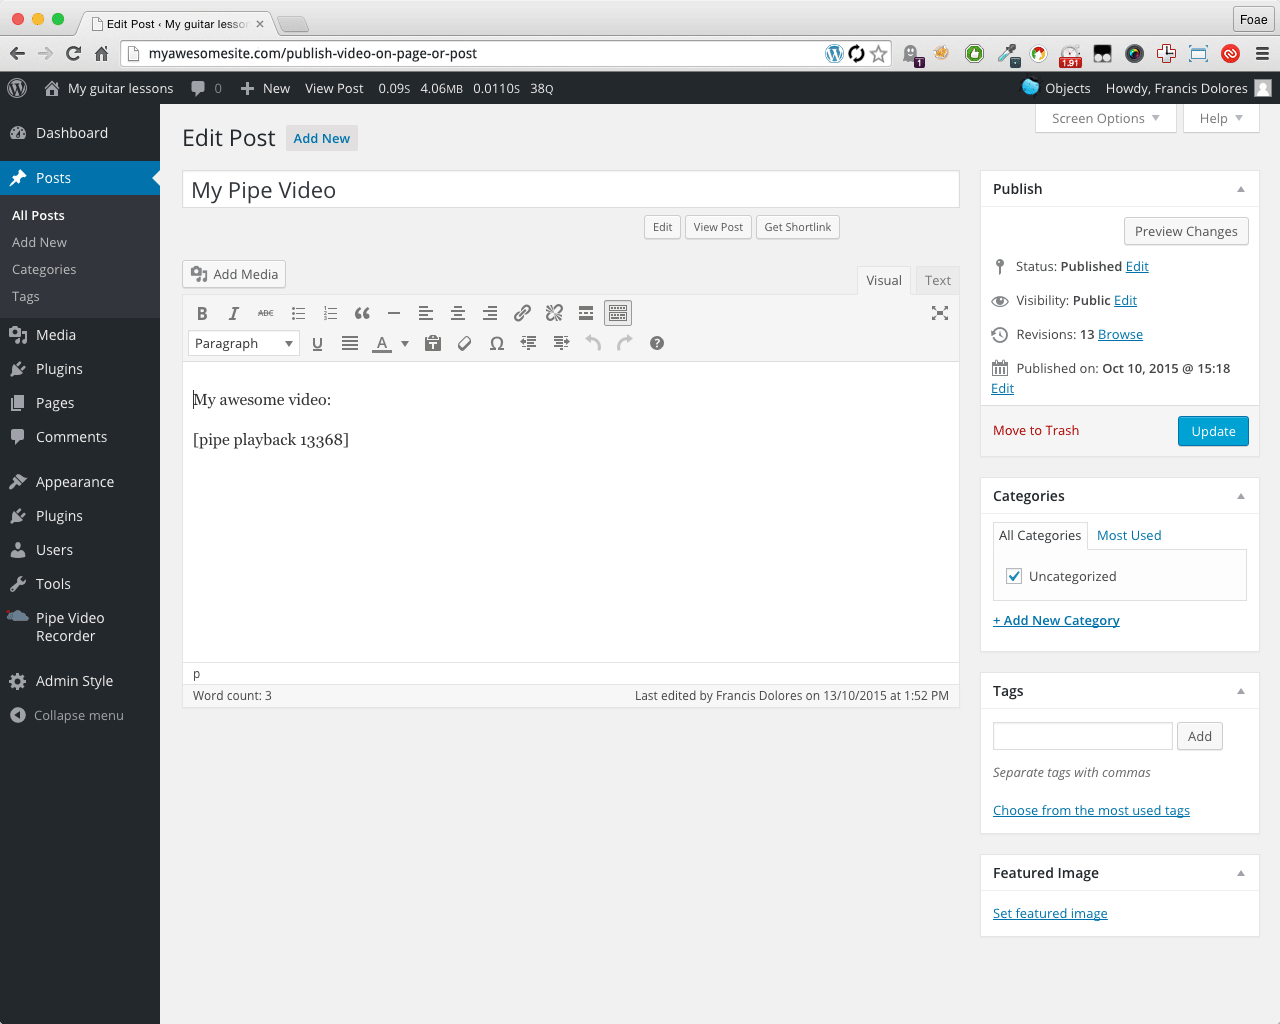 Edit Post ‹ My guitar lesso
Foae
myawesomesite.com/publish-video-on-page-or-post
1
1.91
My guitar lessons 0 New View Post 0.09S 4.06MB 0.0110S 38Q Objects Howdy, Francis Dolores
Dashboard
Posts
All Posts
Add New
Categories
Tags
Media
Plugins
Pages
Comments
Appearance
Plugins
Users
Tools
Pipe Video
Recorder
Admin Style
Collapse menu
Screen Options Help
Edit Post Add New
My Pipe Video
Edit View Post Get Shortlink
Add Media
Visual Text
B I ABC
Paragraph U A Ω ?
My awesome video:
[pipe playback 13368]
p
Word count: 3 Last edited by Francis Dolores on 13/10/2015 at 1:52 PM
Publish
Preview Changes
Status: Published Edit
Visibility: Public Edit
Revisions: 13 Browse
Published on: Oct 10, 2015 @ 15:18
Edit
Move to Trash Update
Categories
All Categories Most Used
Uncategorized
+ Add New Category
Tags
Add
Separate tags with commas
Choose from the most used tags
Featured Image
Set featured image